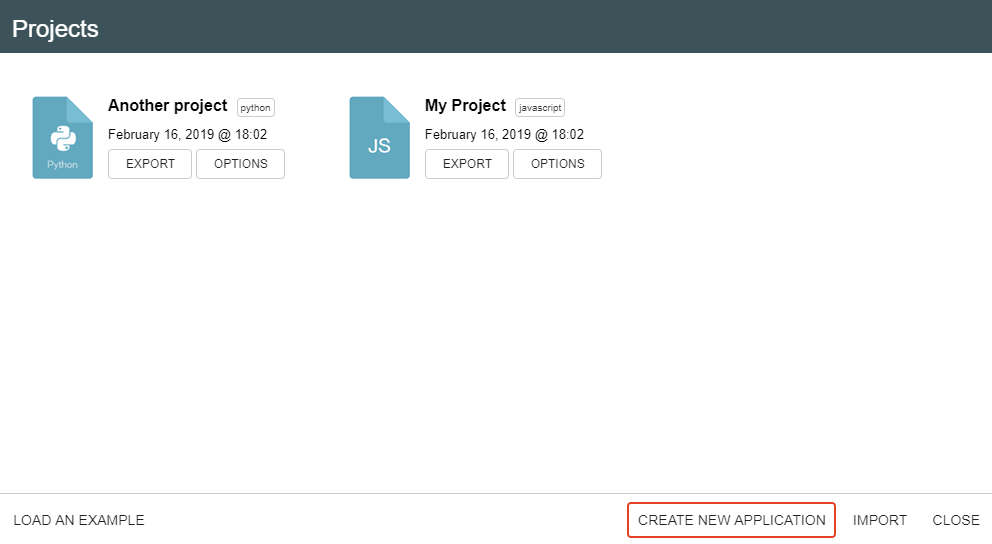 Projects
Another project python
February 16, 2019 @ 18:02
EXPORT OPTIONS
Python
My Project javascript
February 16, 2019 @ 18:02
EXPORT OPTIONS
JS
LOAD AN EXAMPLE
CREATE NEW APPLICATION IMPORT CLOSE